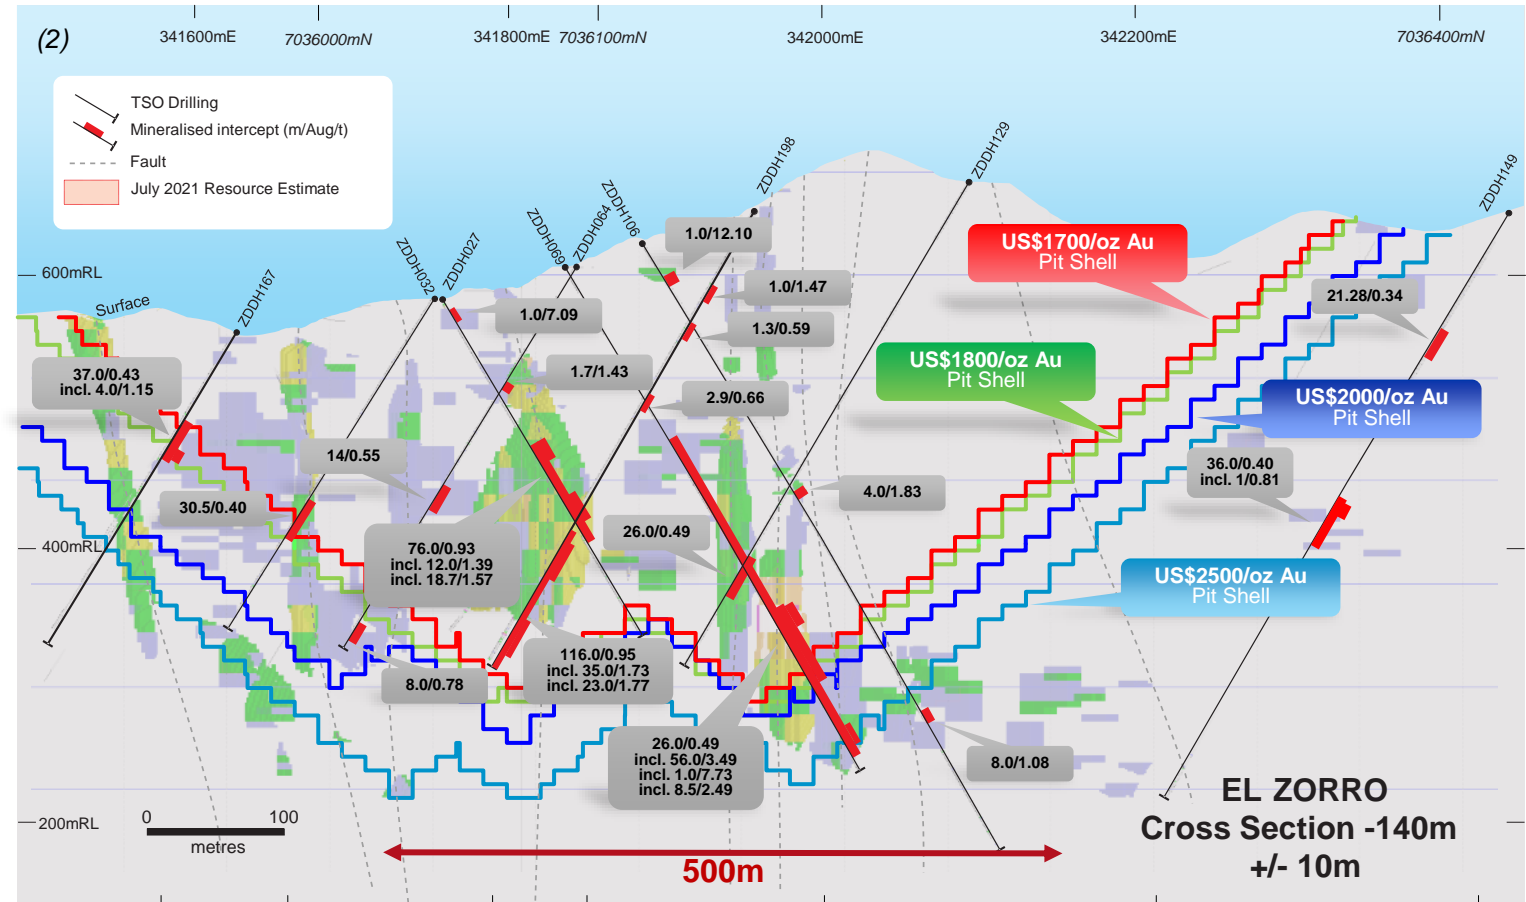 (2)
341600mE
7036000mN
341800mE
7036100mN
342000mE
342200mE
7036400mN
TSO Drilling
Mineralised intercept (m/Aug/t)
Fault
July 2021 Resource Estimate
ZDDH167
ZDDH032
ZDDH027
ZDDH069
ZDDH064
ZDDH106
ZDDH198
ZDDH129
ZDDH149
600mRL
Surface
1.0/12.10
1.0/1.47
1.0/7.09
1.3/0.59
US$1700/oz Au
Pit Shell
21.28/0.34
37.0/0.43
incl. 4.0/1.15
1.7/1.43
2.9/0.66
US$1800/oz Au
Pit Shell
US$2000/oz Au
Pit Shell
14/0.55
30.5/0.40
4.0/1.83
36.0/0.40
incl. 1/0.81
400mRL
76.0/0.93
incl. 12.0/1.39
incl. 18.7/1.57
26.0/0.49
US$2500/oz Au
Pit Shell
8.0/0.78
116.0/0.95
incl. 35.0/1.73
incl. 23.0/1.77
26.0/0.49
incl. 56.0/3.49
incl. 1.0/7.73
incl. 8.5/2.49
8.0/1.08
200mRL
0
100
metres
500m
EL ZORRO
Cross Section -140m
+/- 10m